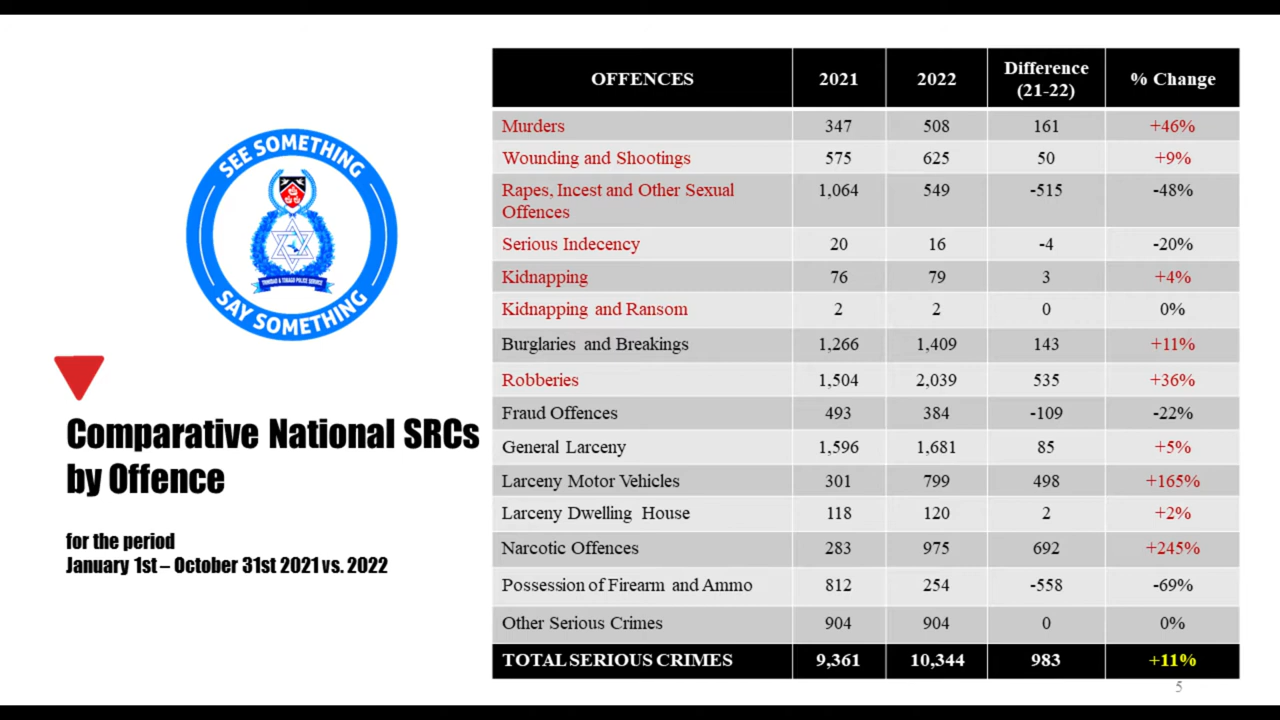 SEE SOMETHING
TRINIDAD & TOBAGO POLICE SERVICE
SAY SOMETHING
Comparative National SRCs
by Offence
for the period
January 1st – October 31st 2021 vs. 2022
OFFENCES 2021 2022 Difference (21-22) % Change
Murders 347 508 161 +46%
Wounding and Shootings 575 625 50 +9%
Rapes, Incest and Other Sexual Offences 1,064 549 -515 -48%
Serious Indecency 20 16 -4 -20%
Kidnapping 76 79 3 +4%
Kidnapping and Ransom 2 2 0 0%
Burglaries and Breakings 1,266 1,409 143 +11%
Robberies 1,504 2,039 535 +36%
Fraud Offences 493 384 -109 -22%
General Larceny 1,596 1,681 85 +5%
Larceny Motor Vehicles 301 799 498 +165%
Larceny Dwelling House 118 120 2 +2%
Narcotic Offences 283 975 692 +245%
Possession of Firearm and Ammo 812 254 -558 -69%
Other Serious Crimes 904 904 0 0%
TOTAL SERIOUS CRIMES 9,361 10,344 983 +11%
5